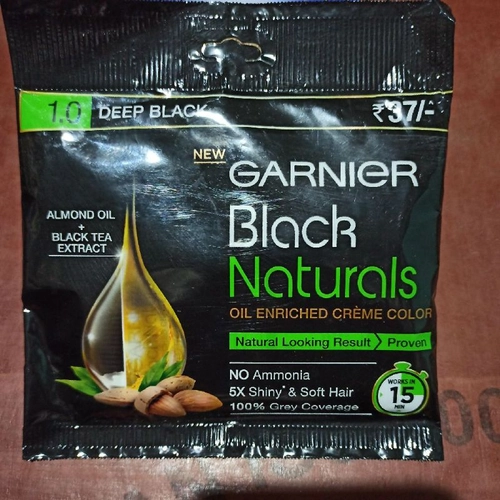 1.0 DEEP BLACK
₹37/-
NEW
GARNIER
Black
Naturals
OIL ENRICHED CRÈME COLOR
ALMOND OIL
+
BLACK TEA
EXTRACT
Natural Looking Result > Proven
NO Ammonia
5X Shiny* & Soft Hair
100% Grey Coverage
WORKS IN
15
MIN